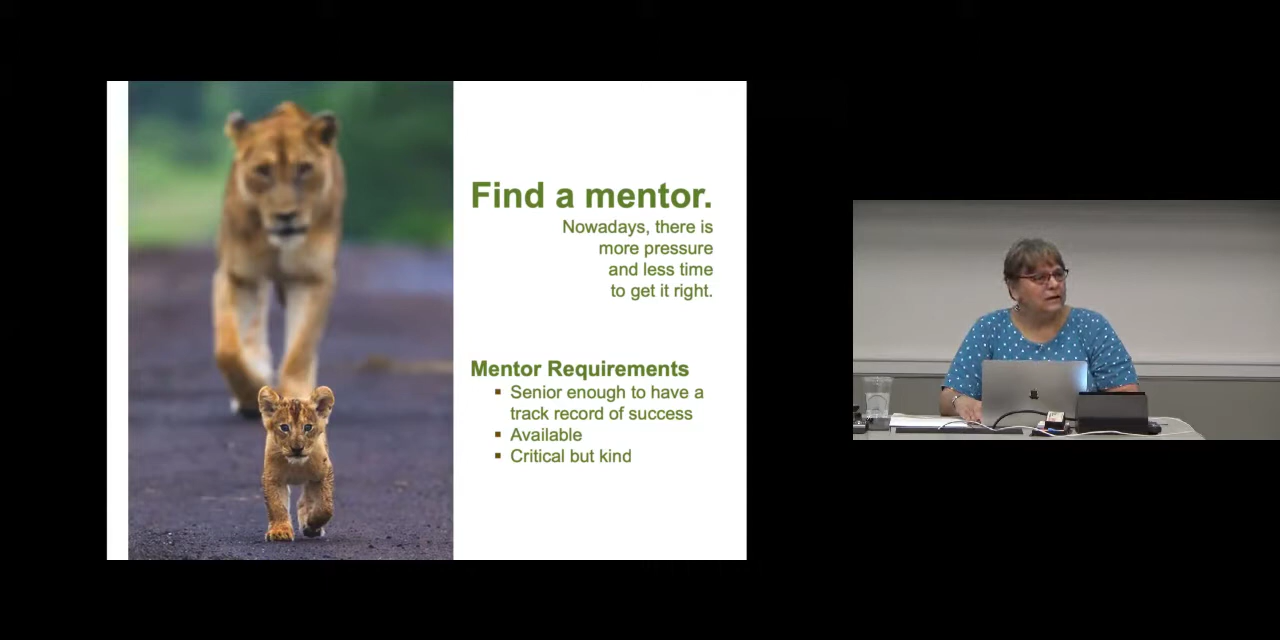 Find a mentor.
Nowadays, there is
more pressure
and less time
to get it right.
Mentor Requirements
▪ Senior enough to have a
track record of success
▪ Available
▪ Critical but kind